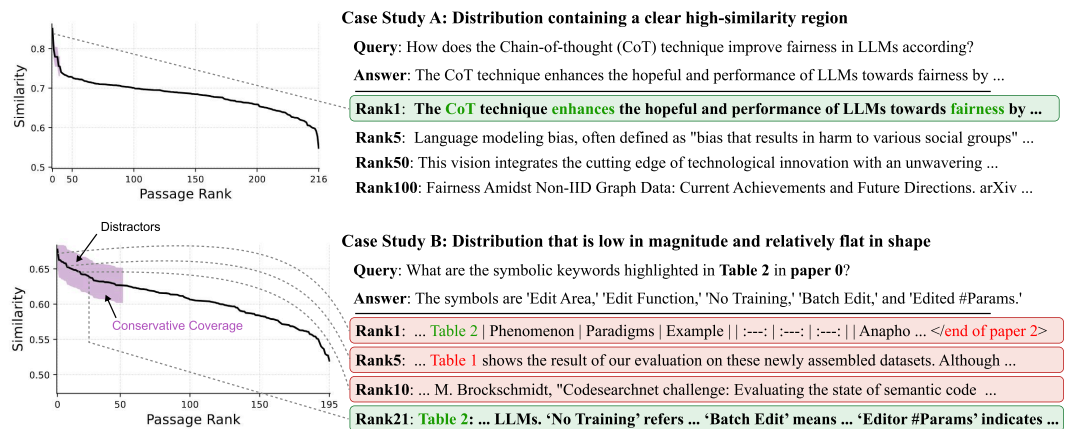 Case Study A: Distribution containing a clear high-similarity region
Query: How does the Chain-of-thought (CoT) technique improve fairness in LLMs according?
Answer: The CoT technique enhances the hopeful and performance of LLMs towards fairness by ...
Rank1: The CoT technique enhances the hopeful and performance of LLMs towards fairness by ...
Rank5: Language modeling bias, often defined as "bias that results in harm to various social groups" ...
Rank50: This vision integrates the cutting edge of technological innovation with an unwavering ...
Rank100: Fairness Amidst Non-IID Graph Data: Current Achievements and Future Directions. arXiv ...
Similarity
0.8
0.7
0.6
0.5
0 50 100 150 200 216
Passage Rank
Case Study B: Distribution that is low in magnitude and relatively flat in shape
Query: What are the symbolic keywords highlighted in Table 2 in paper 0?
Answer: The symbols are 'Edit Area,' 'Edit Function,' 'No Training,' 'Batch Edit,' and 'Edited #Params.'
Rank1: ... Table 2 | Phenomenon | Paradigms | Example | | :---: | :---: | :---: | | Anapho ... </end of paper 2>
Rank5: ... Table 1 shows the result of our evaluation on these newly assembled datasets. Although ...
Rank10: ... M. Brockschmidt, "Codesearchnet challenge: Evaluating the state of semantic code ...
Rank21: Table 2: ... LLMs. ‘No Training’ refers ... ‘Batch Edit’ means ... ‘Editor #Params’ indicates ...
Distractors
Conservative Coverage
Similarity
0.65
0.60
0.55
0.50
0 50 100 150 195
Passage Rank